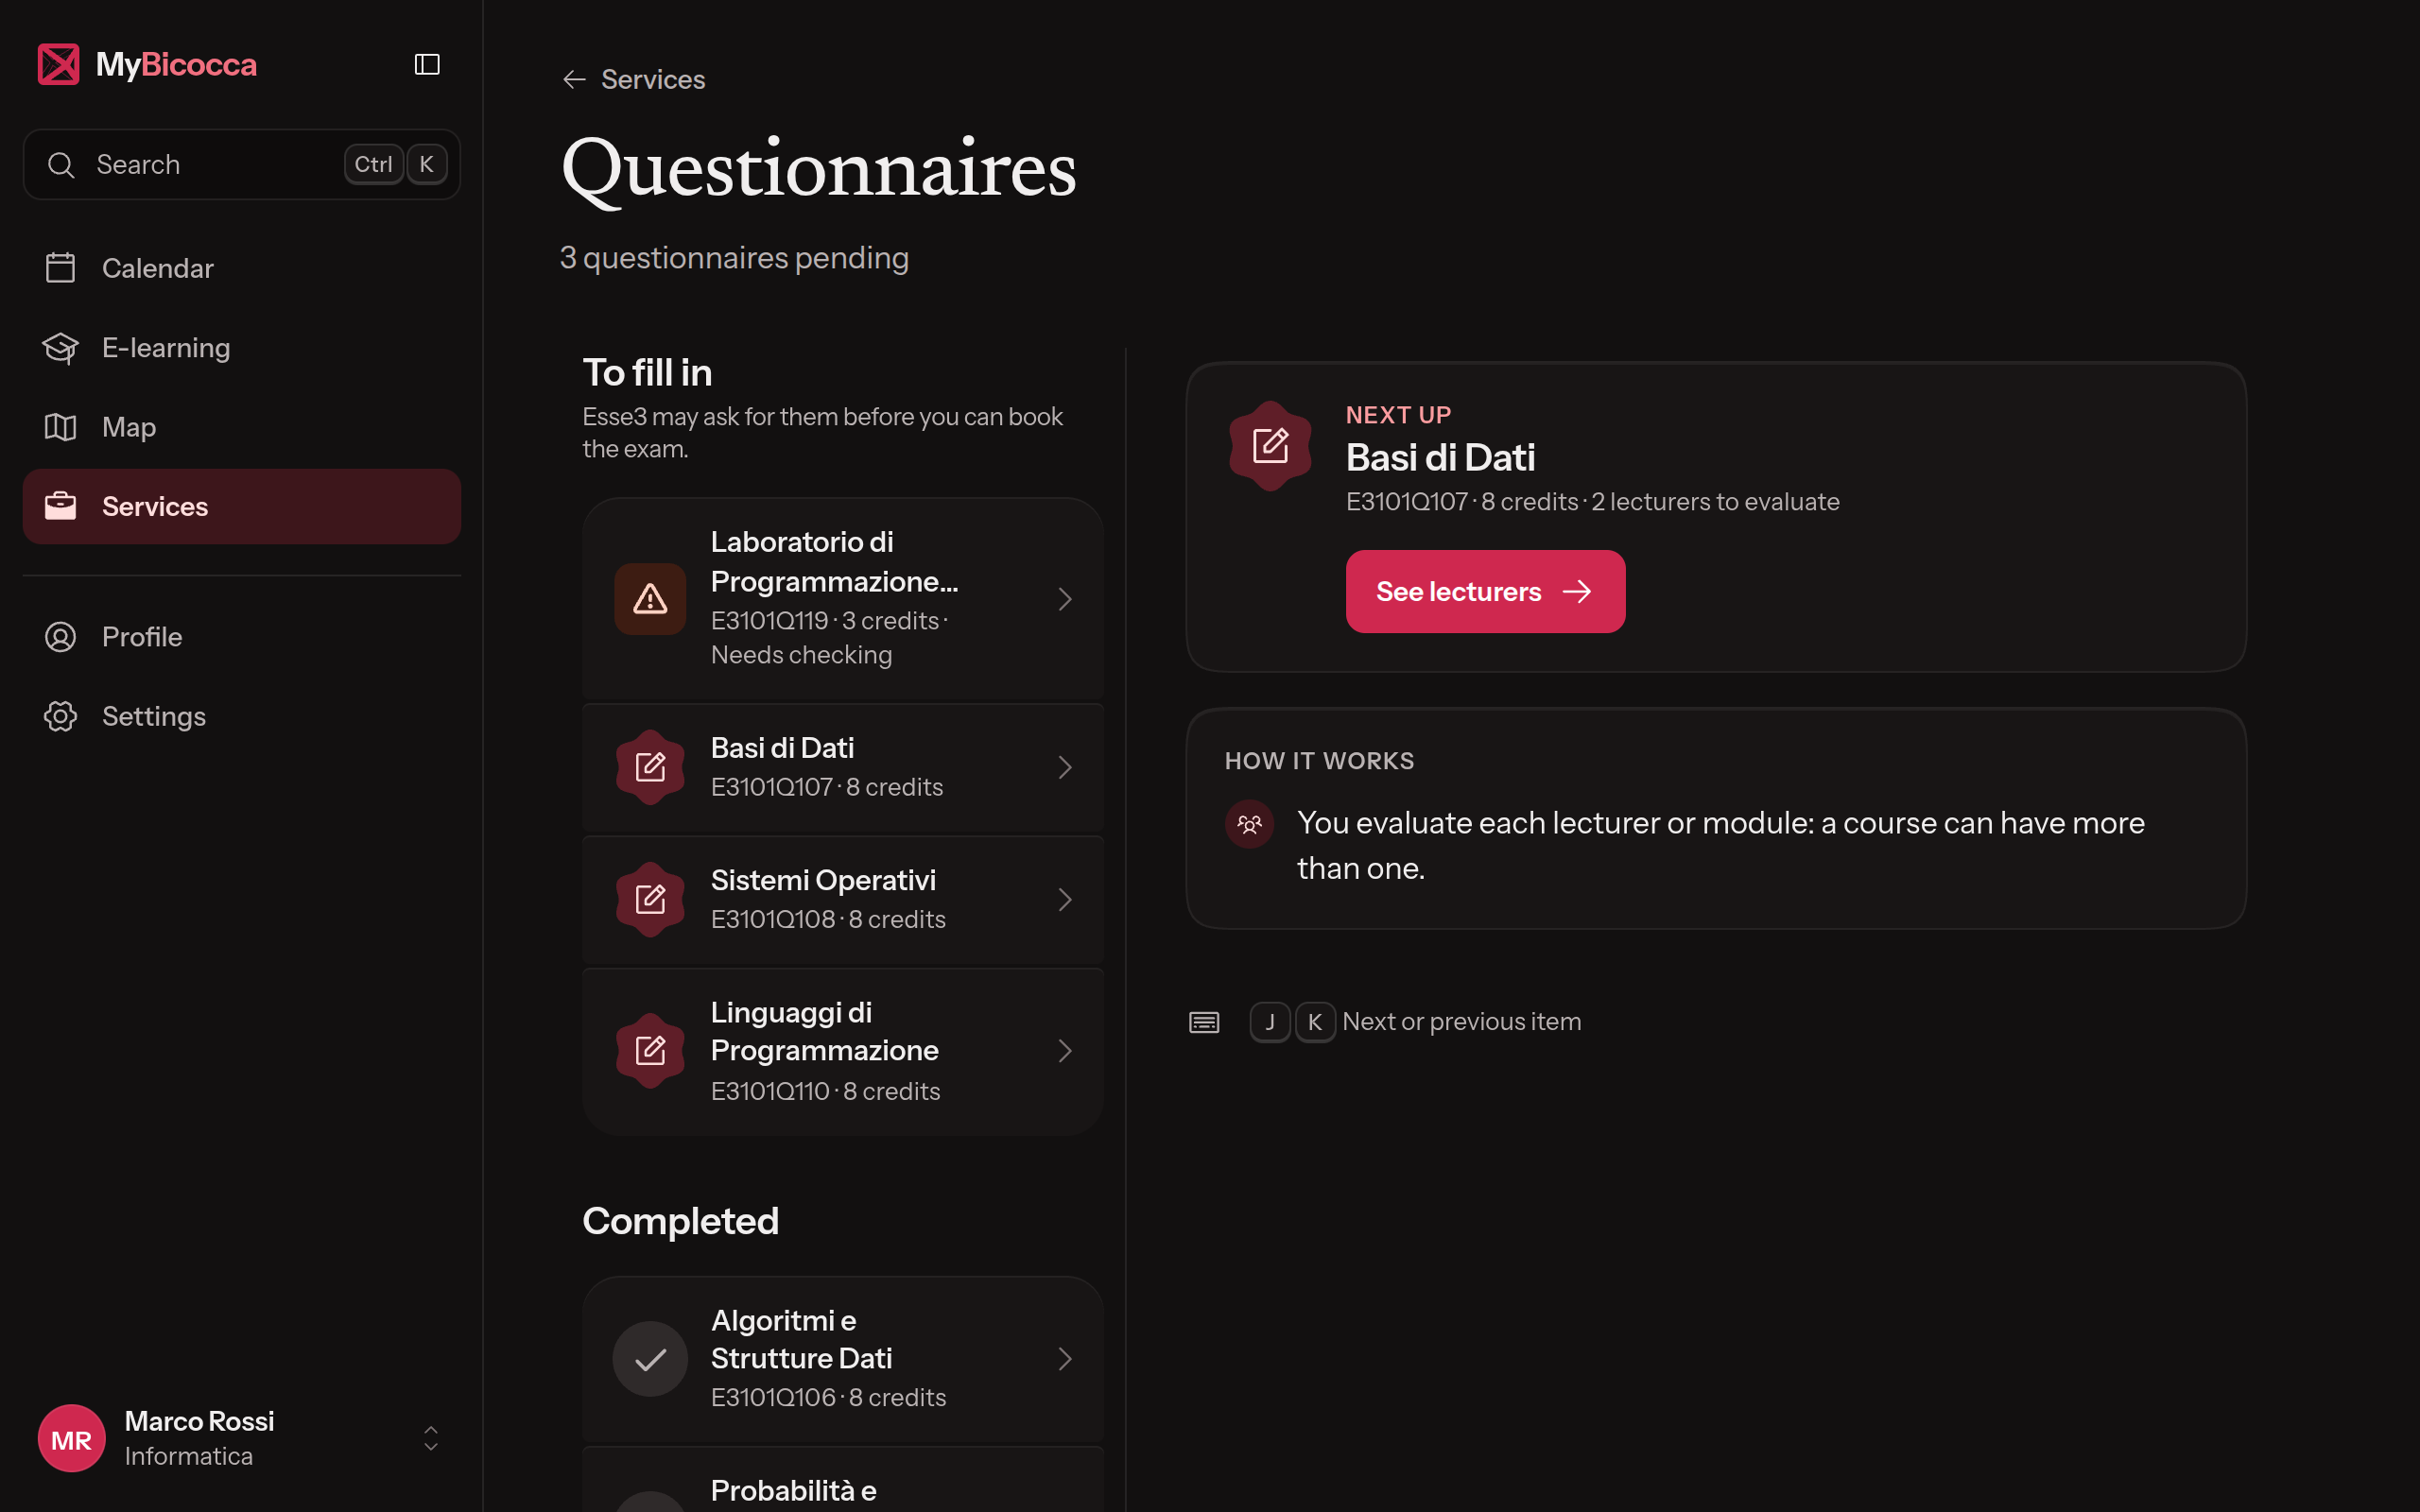 MyBicocca
Search Ctrl K
Calendar
E-learning
Map
Services
Profile
Settings
MR
Marco Rossi
Informatica
Services
Questionnaires
3 questionnaires pending
To fill in
Esse3 may ask for them before you can book
the exam.
Laboratorio di
Programmazione...
E3101Q119 · 3 credits ·
Needs checking
Basi di Dati
E3101Q107 · 8 credits
Sistemi Operativi
E3101Q108 · 8 credits
Linguaggi di
Programmazione
E3101Q110 · 8 credits
Completed
Algoritmi e
Strutture Dati
E3101Q106 · 8 credits
Probabilità e
NEXT UP
Basi di Dati
E3101Q107 · 8 credits · 2 lecturers to evaluate
See lecturers
HOW IT WORKS
You evaluate each lecturer or module: a course can have more
than one.
J K Next or previous item